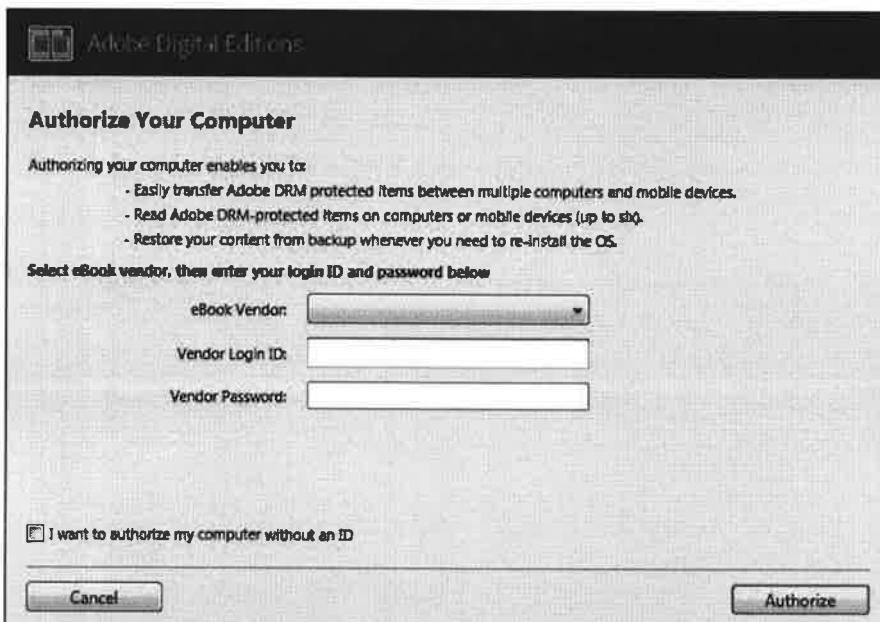 Adobe Digital Editions
Authorize Your Computer
Authorizing your computer enables you to:
- Easily transfer Adobe DRM protected items between multiple computers and mobile devices.
- Read Adobe DRM-protected items on computers or mobile devices (up to six).
- Restore your content from backup whenever you need to re-install the OS.
Select eBook vendor, then enter your login ID and password below
eBook Vendor:
Vendor Login ID:
Vendor Password:
I want to authorize my computer without an ID
Cancel
Authorize